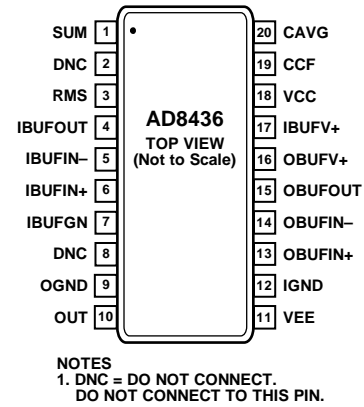 SUM 1
DNC 2
RMS 3
IBUFOUT 4
IBUFIN– 5
IBUFIN+ 6
IBUFGN 7
DNC 8
OGND 9
OUT 10
AD8436
TOP VIEW
(Not to Scale)
20 CAVG
19 CCF
18 VCC
17 IBUFV+
16 OBUFV+
15 OBUFOUT
14 OBUFIN–
13 OBUFIN+
12 IGND
11 VEE
NOTES
1. DNC = DO NOT CONNECT.
DO NOT CONNECT TO THIS PIN.